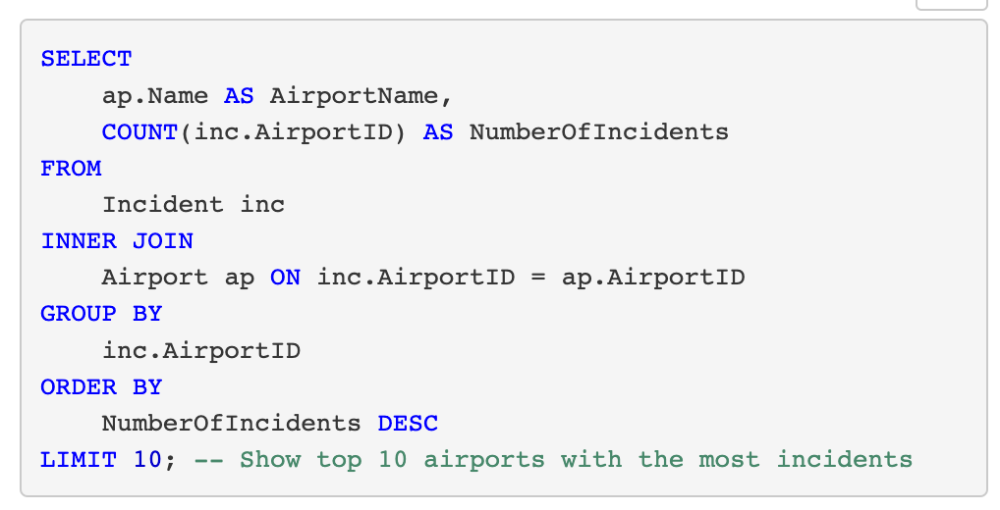 SELECT
    ap.Name AS AirportName,
    COUNT(inc.AirportID) AS NumberOfIncidents
FROM
    Incident inc
INNER JOIN
    Airport ap ON inc.AirportID = ap.AirportID
GROUP BY
    inc.AirportID
ORDER BY
    NumberOfIncidents DESC
LIMIT 10; -- Show top 10 airports with the most incidents